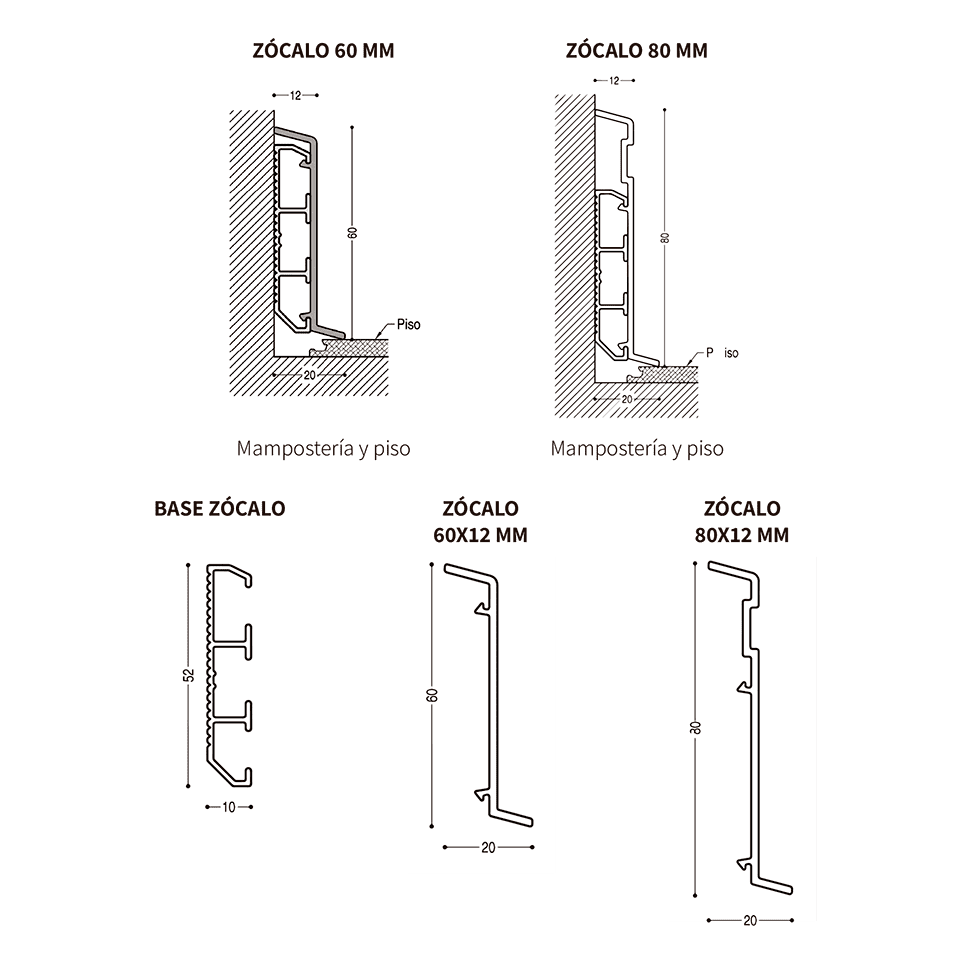 ZÓCALO 60 MM
ZÓCALO 80 MM
12
12
60
80
Piso
P iso
20
20
Mampostería y piso
Mampostería y piso
BASE ZÓCALO
ZÓCALO
60X12 MM
ZÓCALO
80X12 MM
52
60
80
10
20
20